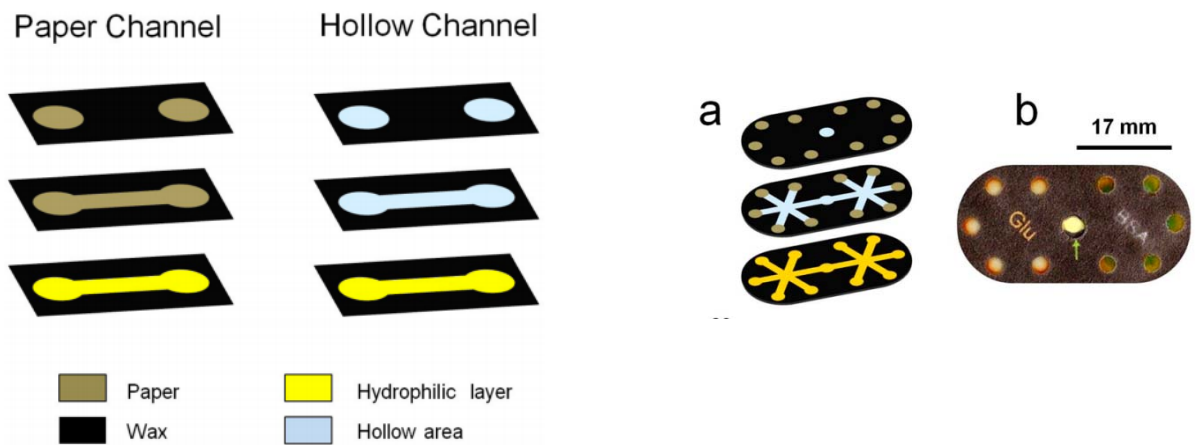 Paper Channel
Hollow Channel
a
b
17 mm
Glu
HSA
Paper
Hydrophilic layer
Wax
Hollow area